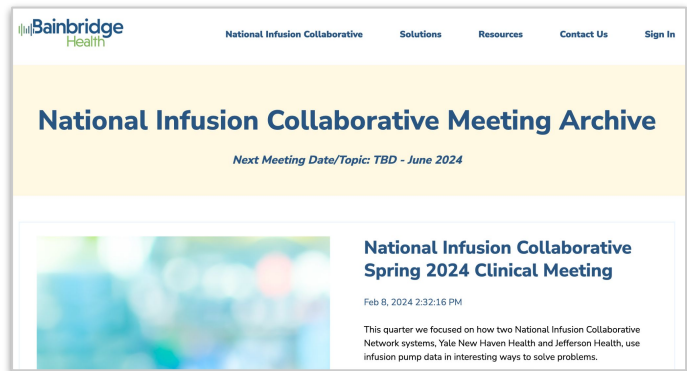 Bainbridge
Health
National Infusion Collaborative Solutions Resources Contact Us Sign In
National Infusion Collaborative Meeting Archive
Next Meeting Date/Topic: TBD - June 2024
National Infusion Collaborative
Spring 2024 Clinical Meeting
Feb 8, 2024 2:32:16 PM
This quarter we focused on how two National Infusion Collaborative
Network systems, Yale New Haven Health and Jefferson Health, use
infusion pump data in interesting ways to solve problems.